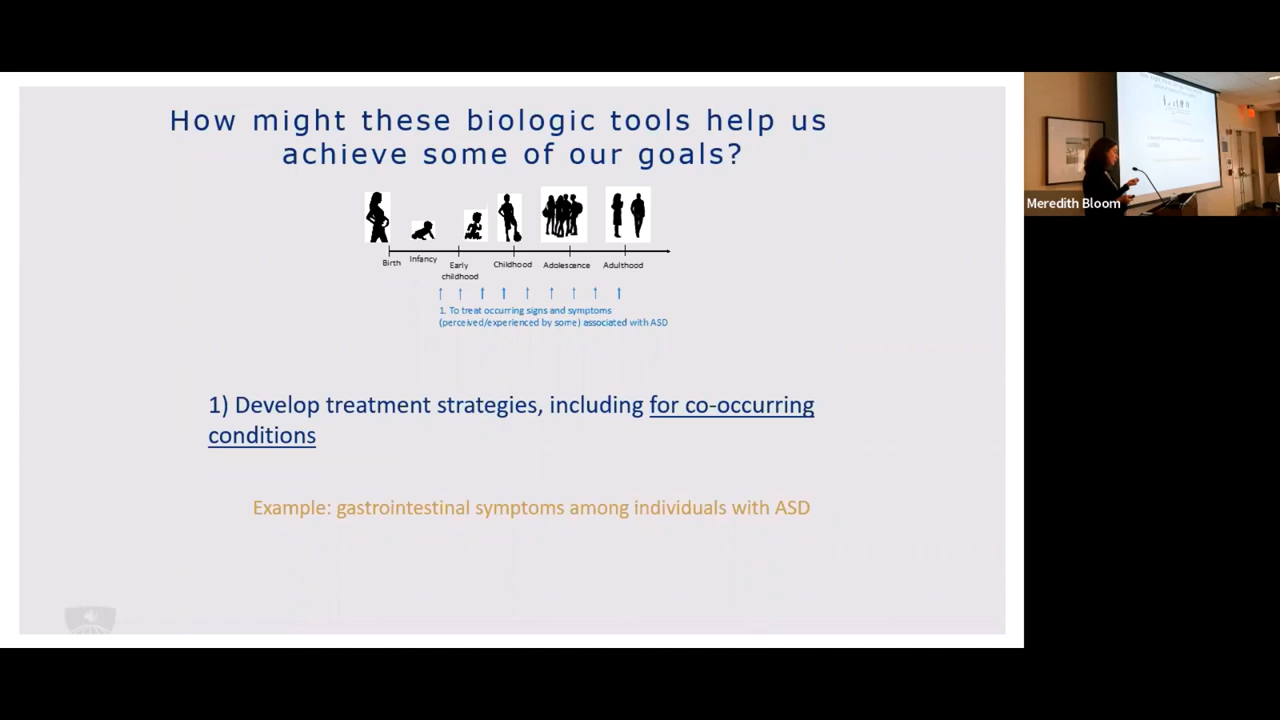 How might these biologic tools help us
achieve some of our goals?
Birth
Infancy
Early
childhood
Childhood
Adolescence
Adulthood
1. To treat occurring signs and symptoms
(perceived/experienced by some) associated with ASD
1) Develop treatment strategies, including for co-occurring
conditions
Example: gastrointestinal symptoms among individuals with ASD
Meredith Bloom